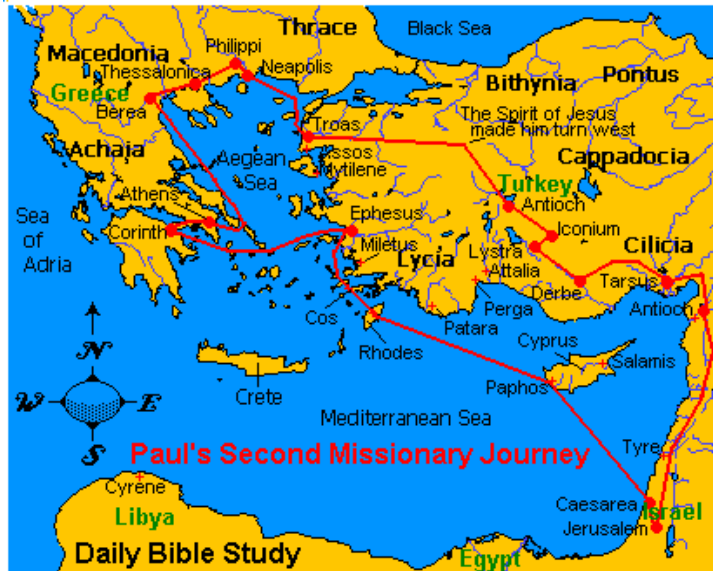 Black Sea
Thrace
Philippi
Macedonia
Thessalonica
Neapolis
Greece
Berea
Bithynia
Pontus
The Spirit of Jesus
made him turn west
Troas
Assos
Mytilene
Achaja
Aegean
Sea
Cappadocia
Turkey
Antioch
Athens
Sea
of
Adria
Corinth
Ephesus
Iconium
Miletus
Lystra
Cilicia
Lycia
Attalia
Derbe
Tarsus
Antioch
Perga
Cos
Patara
Rhodes
Cyprus
Salamis
N
W
E
S
Crete
Paphos
Mediterranean Sea
Tyre
Paul's Second Missionary Journey
Cyrene
Libya
Caesarea
Israel
Jerusalem
Daily Bible Study
Egypt